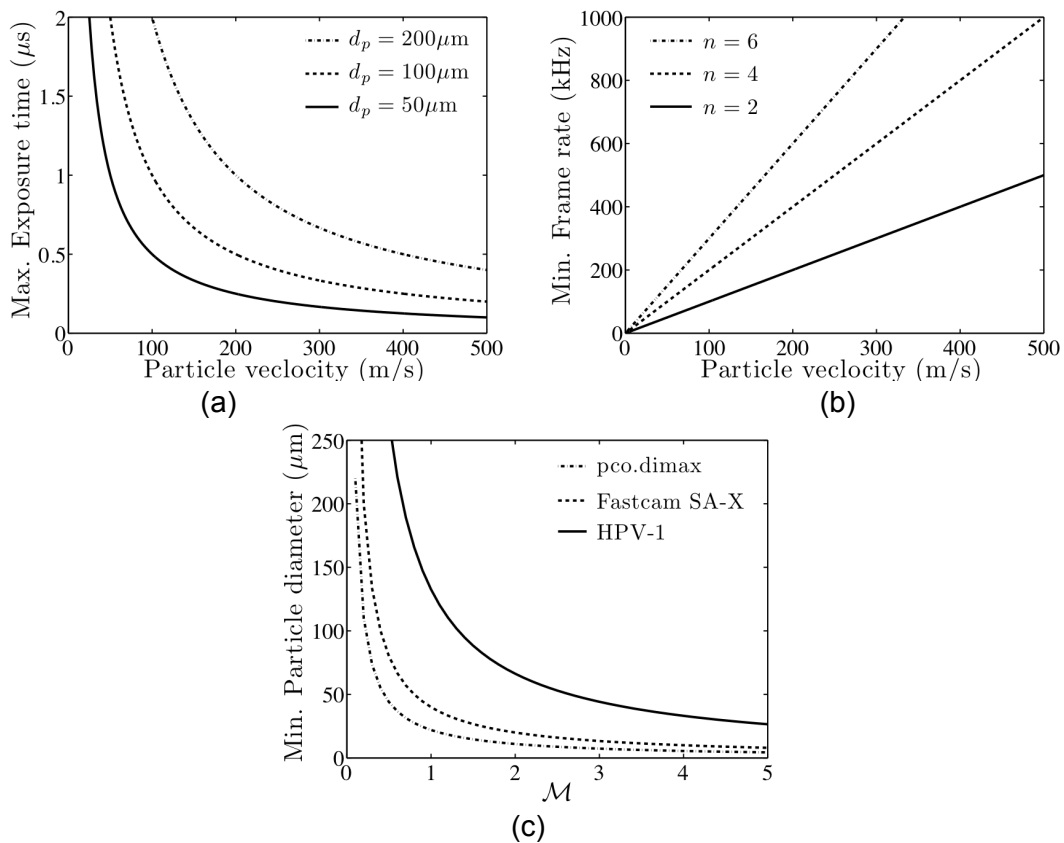 2
1.5
1
0.5
0
0 100 200 300 400 500
Max. Exposure time (μs)
Particle veclocity (m/s)
d_p = 200μm
d_p = 100μm
d_p = 50μm
(a)
1000
800
600
400
200
0
0 100 200 300 400 500
Min. Frame rate (kHz)
Particle veclocity (m/s)
n = 6
n = 4
n = 2
(b)
250
200
150
100
50
0
0 1 2 3 4 5
Min. Particle diameter (μm)
ℳ
pco.dimax
Fastcam SA-X
HPV-1
(c)